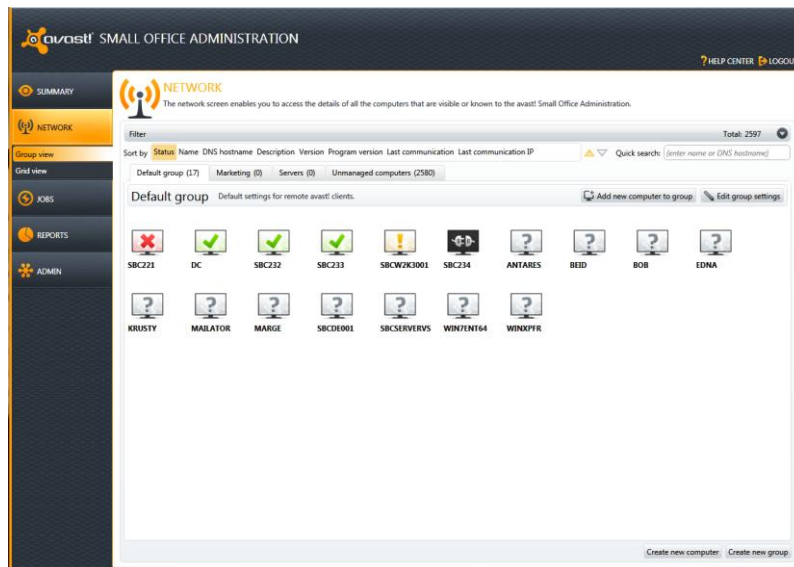 avast! SMALL OFFICE ADMINISTRATION
? HELP CENTER LOGOU
SUMMARY
NETWORK
Group view
Grid view
JOBS
REPORTS
ADMIN
NETWORK
The network screen enables you to access the details of all the computers that are visible or known to the avast! Small Office Administration.
Filter Total: 2597
Sort by Status Name DNS hostname Description Version Program version Last communication Last communication IP Quick search: (enter name or DNS hostname)
Default group (17) Marketing (0) Servers (0) Unmanaged computers (2580)
Default group Default settings for remote avast! clients. Add new computer to group Edit group settings
SBC221 DC SBC232 SBC233 SBCW2K3001 SBC234 ANTARES BEID BOB EDNA
KRUSTY MAILATOR MARGE SBCDE001 SBCSERVERVS WIN7ENT64 WINXPFR
Create new computer Create new group